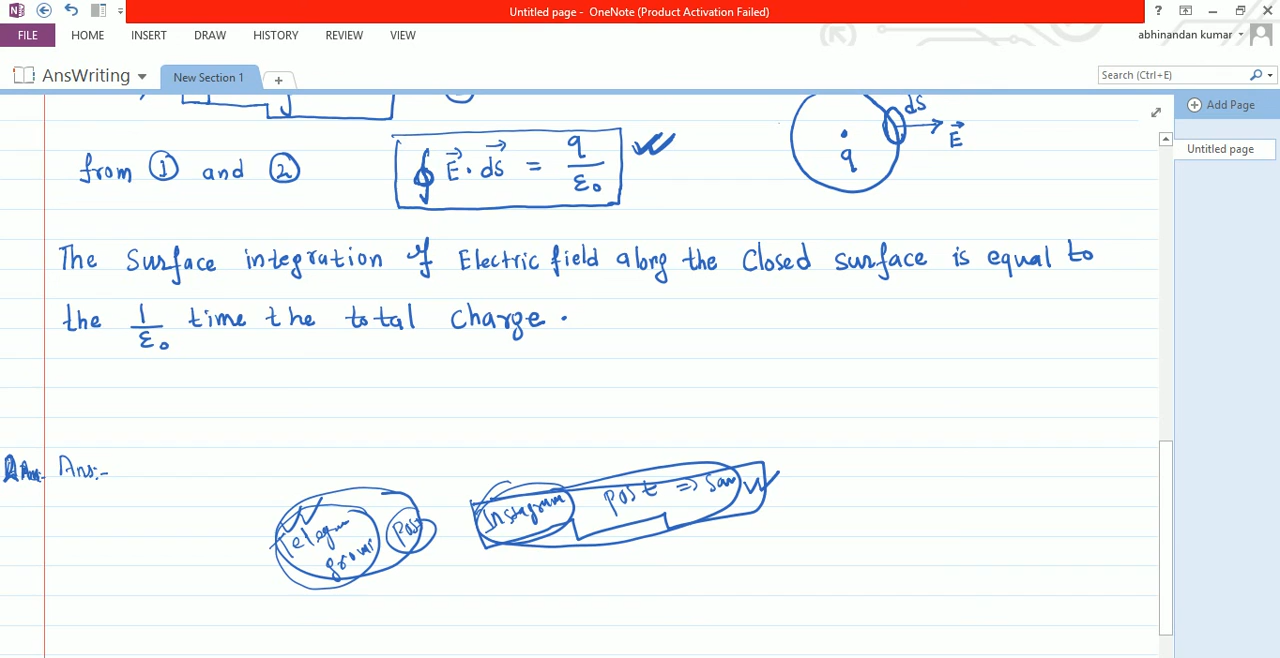 Untitled page - OneNote (Product Activation Failed)
?
FILE HOME INSERT DRAW HISTORY REVIEW VIEW
abhinandan kumar
AnsWriting New Section 1 +
Search (Ctrl+E)
Add Page
Untitled page
ds
E⃗
q
from ① and ② ∮ E⃗ · ds⃗ = q/ε₀
The Surface integration of Electric field along the Closed surface is equal to
the 1/ε₀ time the total Charge.
Ans:-
Instagram Post => Sam
Post